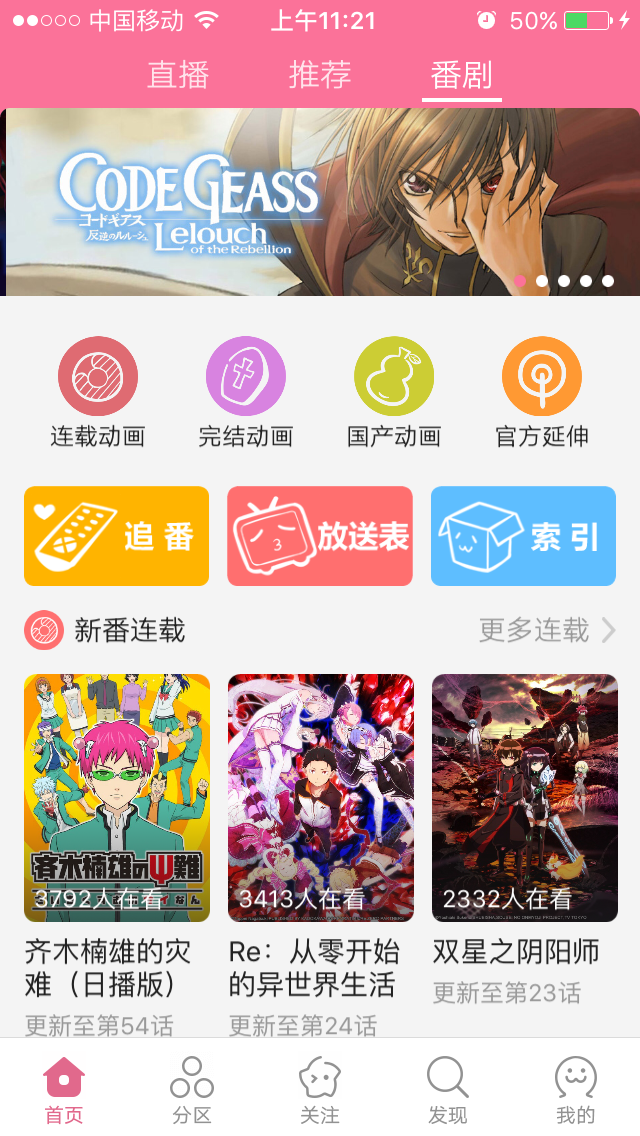 中国移动 上午11:21 50%
直播 推荐 番剧
CODE GEASS
コードギアス
反逆のルルーシュ
Lelouch
of the Rebellion
连载动画 完结动画 国产动画 官方延伸
追番 放送表 索引
新番连载 更多连载
斉木楠雄のΨ難
3792人在看 3413人在看 2332人在看
齐木楠雄的灾 Re：从零开始 双星之阴阳师
难（日播版） 的异世界生活 更新至第23话
更新至第54话 更新至第24话
首页 分区 关注 发现 我的